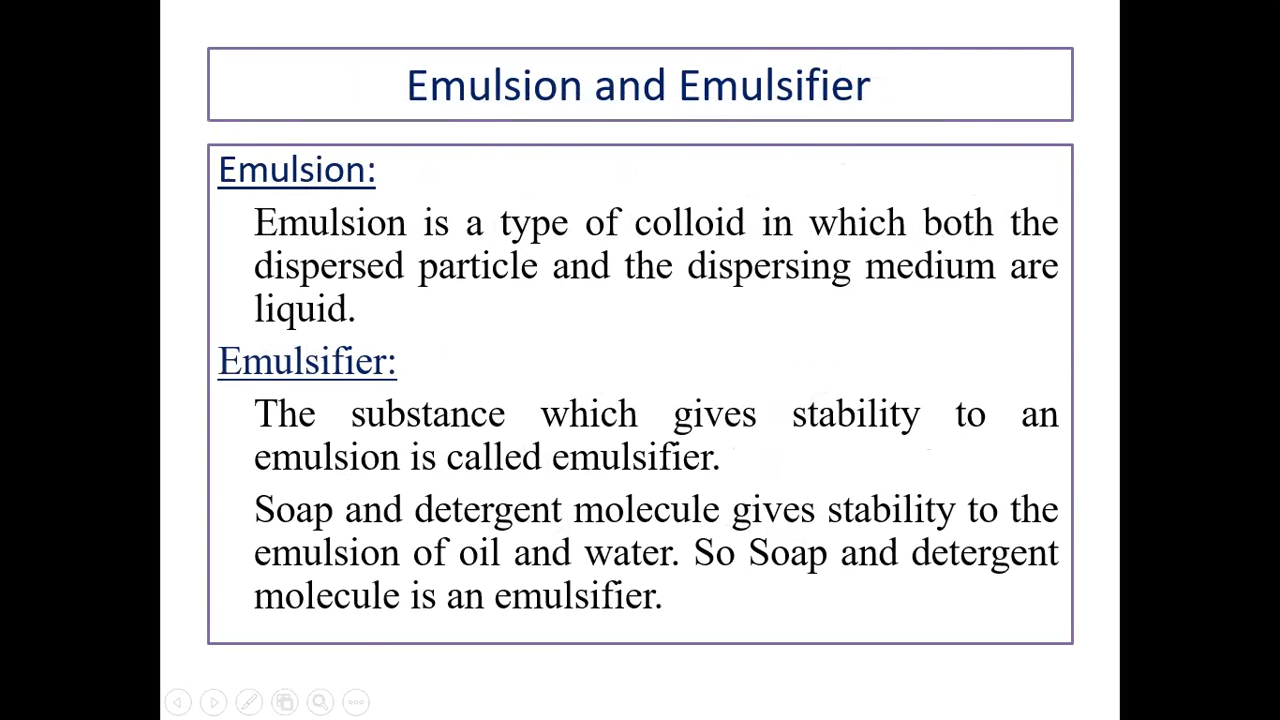 Emulsion and Emulsifier
Emulsion:
Emulsion is a type of colloid in which both the
dispersed particle and the dispersing medium are
liquid.
Emulsifier:
The substance which gives stability to an
emulsion is called emulsifier.
Soap and detergent molecule gives stability to the
emulsion of oil and water. So Soap and detergent
molecule is an emulsifier.